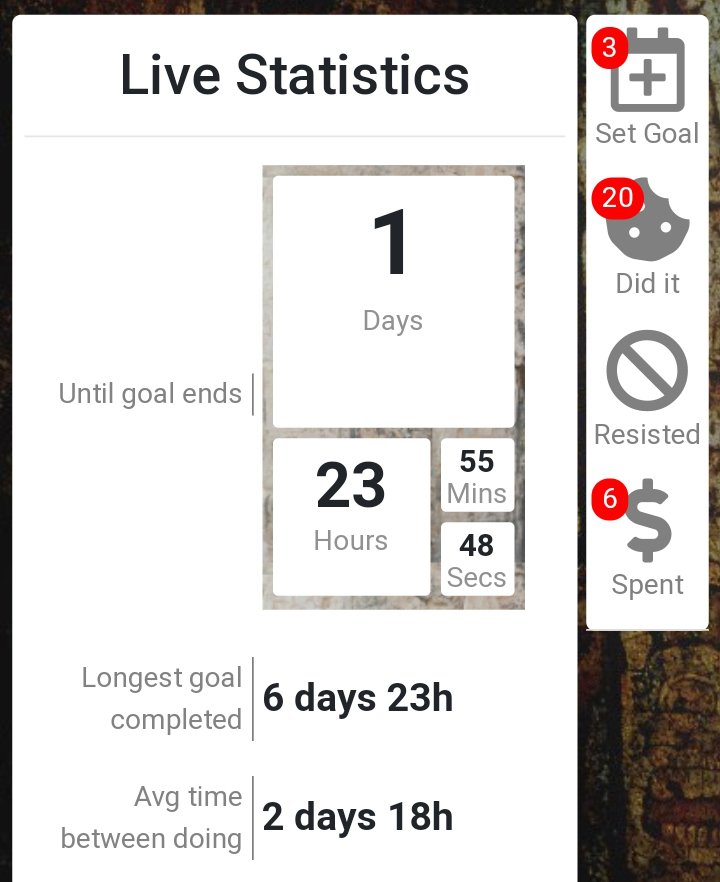 Live Statistics
Until goal ends
1
Days
23
Hours
55
Mins
48
Secs
Longest goal
completed
6 days 23h
Avg time
between doing
2 days 18h
3
Set Goal
20
Did it
Resisted
6
$
Spent